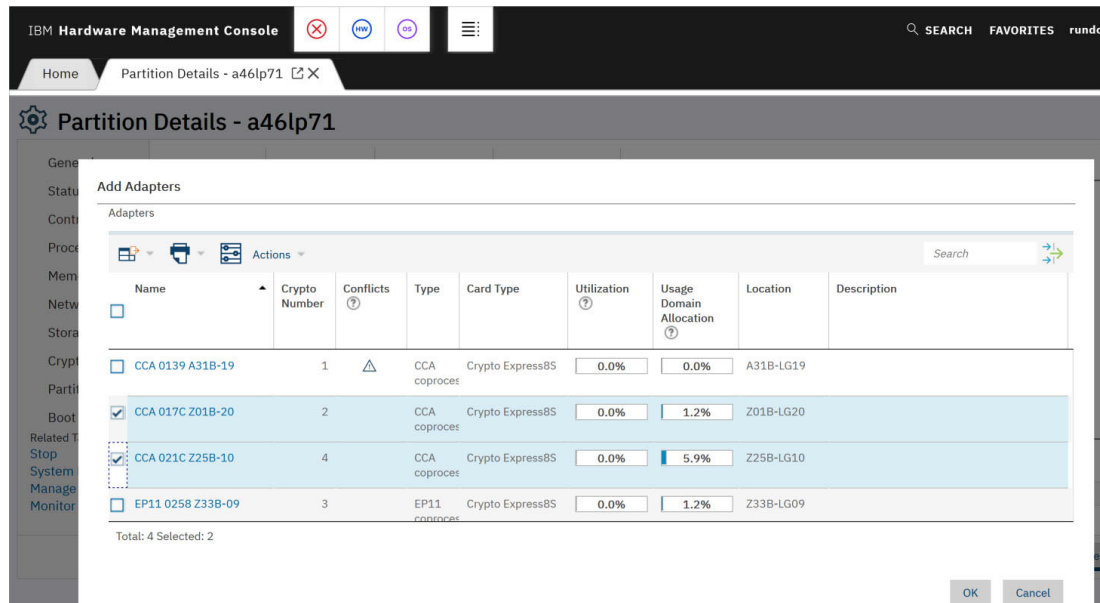 IBM Hardware Management Console
HW
OS
SEARCH FAVORITES
Home
Partition Details - a46lp71
Partition Details - a46lp71
Add Adapters
Adapters
Actions
Search
Name Crypto Number Conflicts Type Card Type Utilization Usage Domain Allocation Location Description
CCA 0139 A31B-19 1 CCA Crypto Express8S 0.0% 0.0% A31B-LG19
CCA 017C Z01B-20 2 CCA Crypto Express8S 0.0% 1.2% Z01B-LG20
CCA 021C Z25B-10 4 CCA Crypto Express8S 0.0% 5.9% Z25B-LG10
EP11 0258 Z33B-09 3 EP11 Crypto Express8S 0.0% 1.2% Z33B-LG09
Total: 4 Selected: 2
OK Cancel
Boot
Related
Stop
System
Manage
Monitor